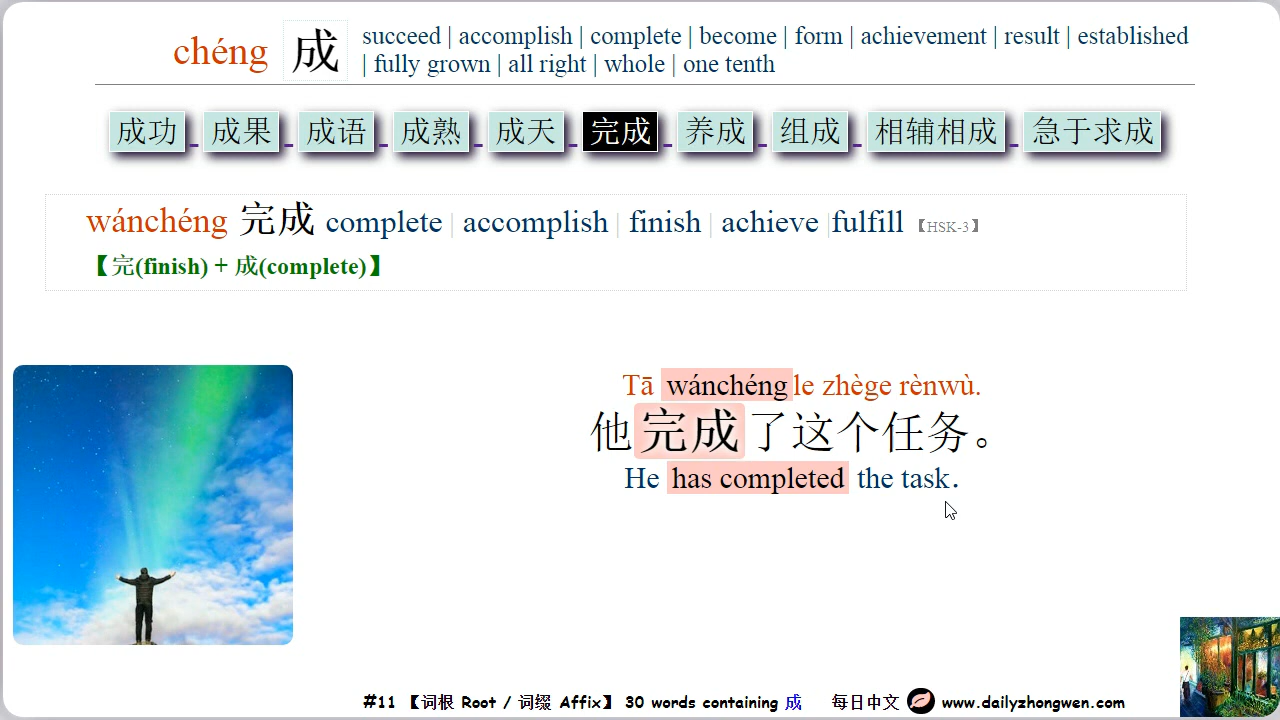 chéng 成 succeed | accomplish | complete | become | form | achievement | result | established
| fully grown | all right | whole | one tenth
成功 成果 成语 成熟 成天 完成 养成 组成 相辅相成 急于求成
wánchéng 完成 complete | accomplish | finish | achieve |fulfill 【HSK-3】
【完(finish) + 成(complete)】
Tā wánchéng le zhège rènwù.
他完成了这个任务。
He has completed the task.
#11 【词根 Root / 词缀 Affix】 30 words containing 成 每日中文 www.dailyzhongwen.com